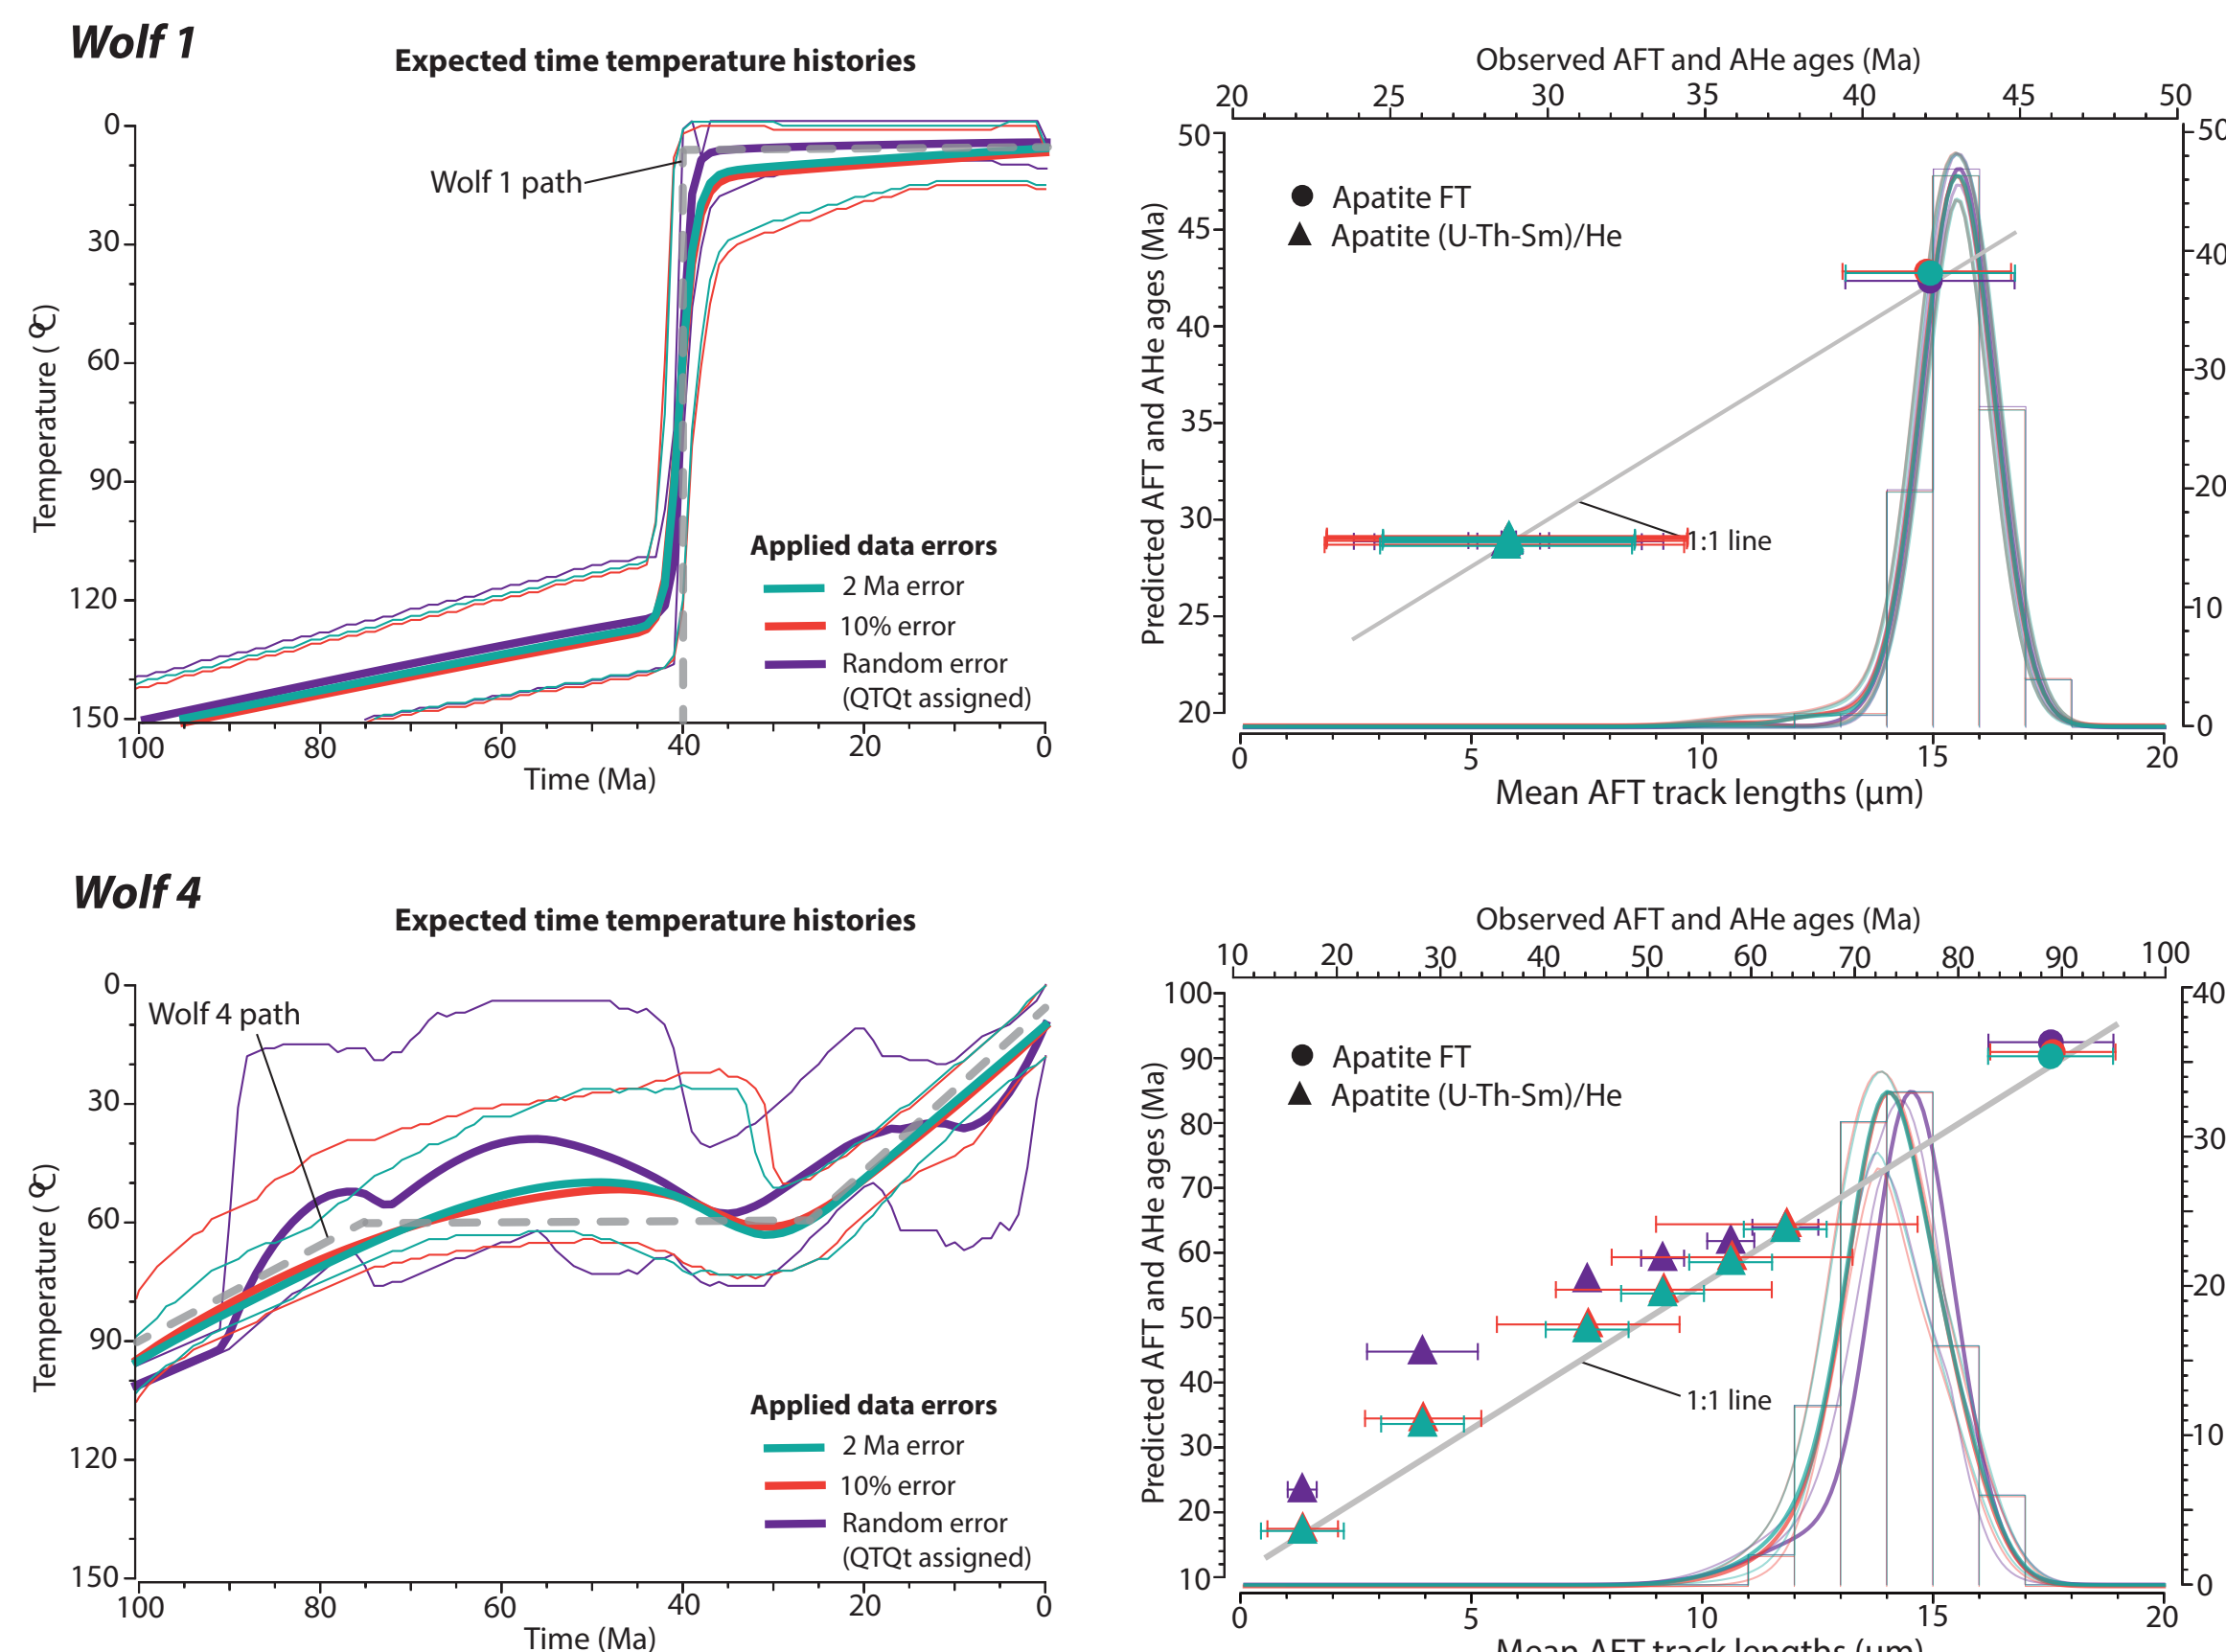 Wolf 1
Expected time temperature histories
0
30
60
90
120
150
Temperature (°C)
Wolf 1 path
Applied data errors
2 Ma error
10% error
Random error
(QTQt assigned)
100 80 60 40 20 0
Time (Ma)
Observed AFT and AHe ages (Ma)
20 25 30 35 40 45 50
50
45
40
35
30
25
20
Predicted AFT and AHe ages (Ma)
Apatite FT
Apatite (U-Th-Sm)/He
1:1 line
50
40
30
20
10
0
0 5 10 15 20
Mean AFT track lengths (µm)
Wolf 4
Expected time temperature histories
0
30
60
90
120
150
Temperature (°C)
Wolf 4 path
Applied data errors
2 Ma error
10% error
Random error
(QTQt assigned)
100 80 60 40 20 0
Time (Ma)
Observed AFT and AHe ages (Ma)
10 20 30 40 50 60 70 80 90 100
100
90
80
70
60
50
40
30
20
10
Predicted AFT and AHe ages (Ma)
Apatite FT
Apatite (U-Th-Sm)/He
1:1 line
40
30
20
10
0
0 5 10 15 20
Mean AFT track lengths (µm)